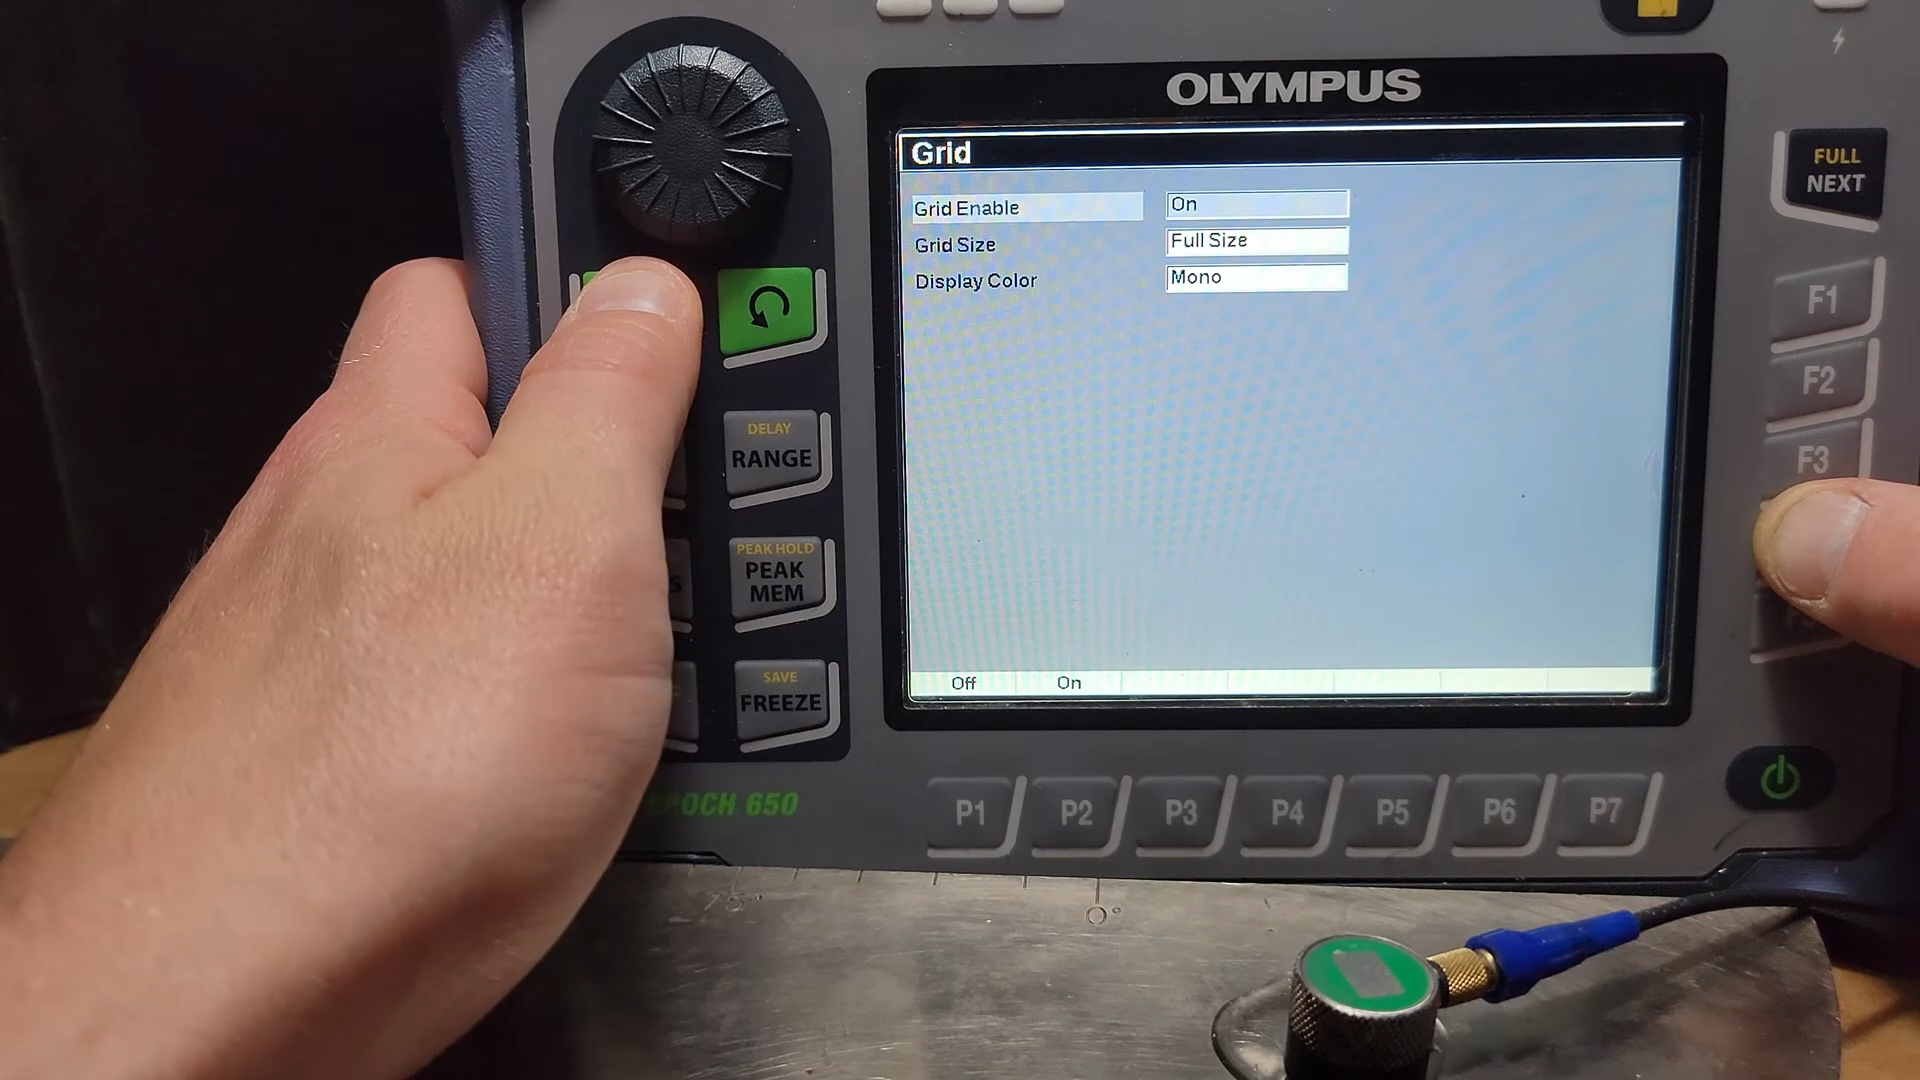 OLYMPUS
Grid
Grid Enable On
Grid Size Full Size
Display Color Mono
Off On
FULL
NEXT
F1
F2
F3
DELAY
RANGE
PEAK HOLD
PEAK
MEM
S
SAVE
FREEZE
EPOCH 650
P1 P2 P3 P4 P5 P6 P7
0°